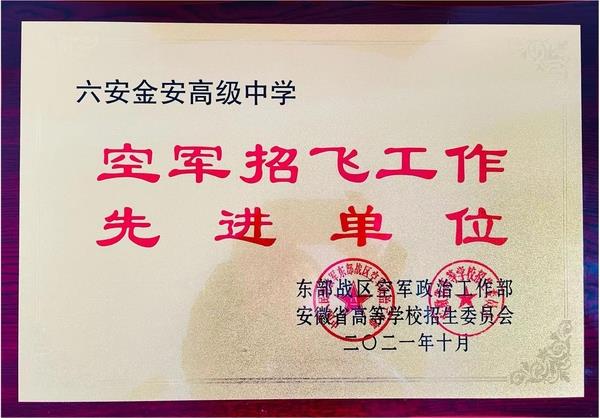 六安金安高级中学
空军招飞工作
先进单位
东部战区空军政治工作部
安徽省高等学校招生委员会
二〇二一年十月